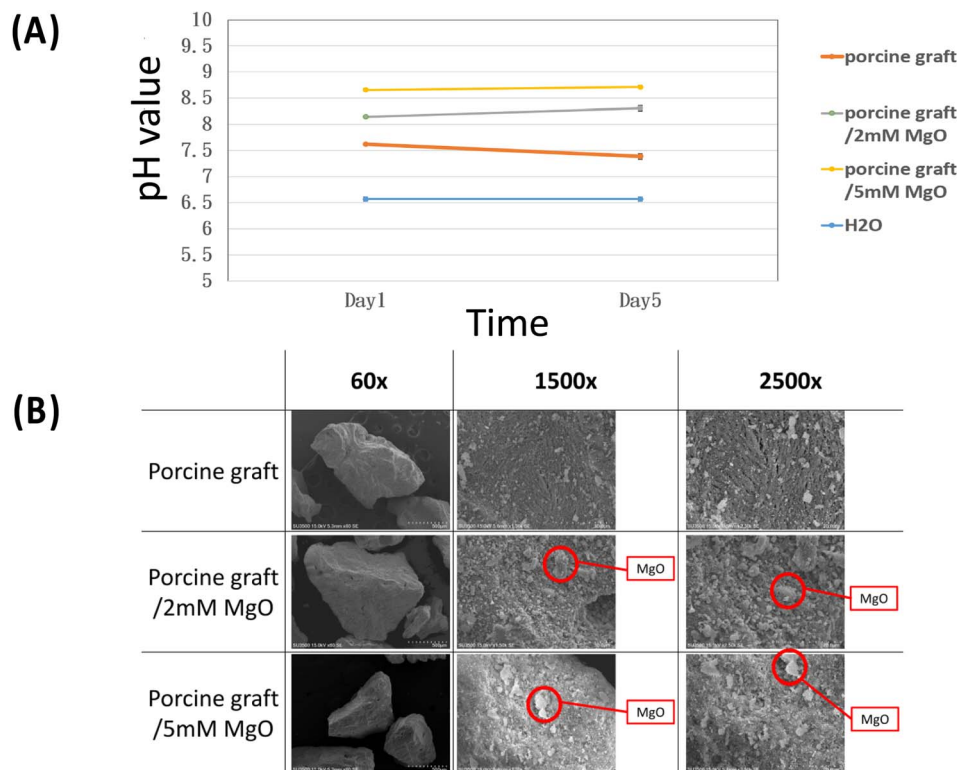 (A)
pH value
10
9.5
9
8.5
8
7.5
7
6.5
6
5.5
5
Day1
Day5
Time
porcine graft
porcine graft
/2mM MgO
porcine graft
/5mM MgO
H2O
(B)
60x
1500x
2500x
Porcine graft
Porcine graft
/2mM MgO
MgO
MgO
Porcine graft
/5mM MgO
MgO
MgO